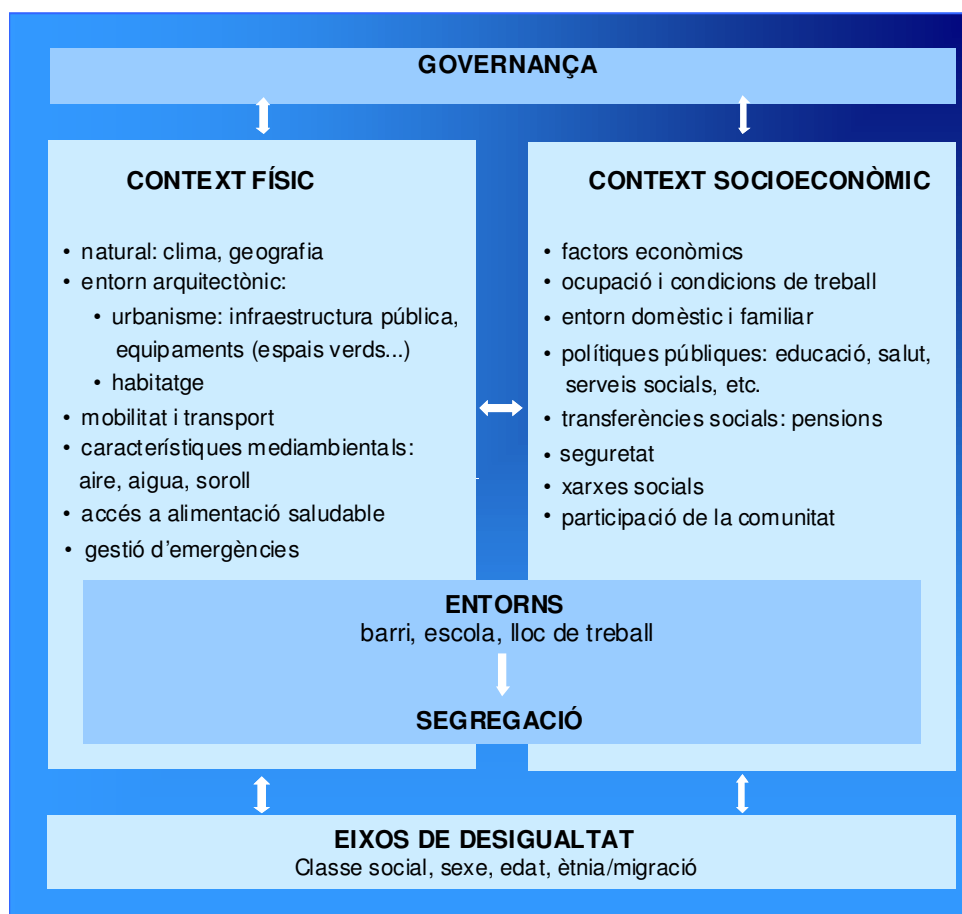 GOVERNANÇA
CONTEXT FÍSIC
• natural: clima, geografia
• entorn arquitectònic:
• urbanisme: infraestructura pública,
equipaments (espais verds...)
• habitatge
• mobilitat i transport
• característiques mediambientals:
aire, aigua, soroll
• accés a alimentació saludable
• gestió d'emergències
CONTEXT SOCIOECONÒMIC
• factors econòmics
• ocupació i condicions de treball
• entorn domèstic i familiar
• polítiques públiques: educació, salut,
serveis socials, etc.
• transferències socials: pensions
• seguretat
• xarxes socials
• participació de la comunitat
ENTORNS
barri, escola, lloc de treball
SEGREGACIÓ
EIXOS DE DESIGUALTAT
Classe social, sexe, edat, ètnia/migració